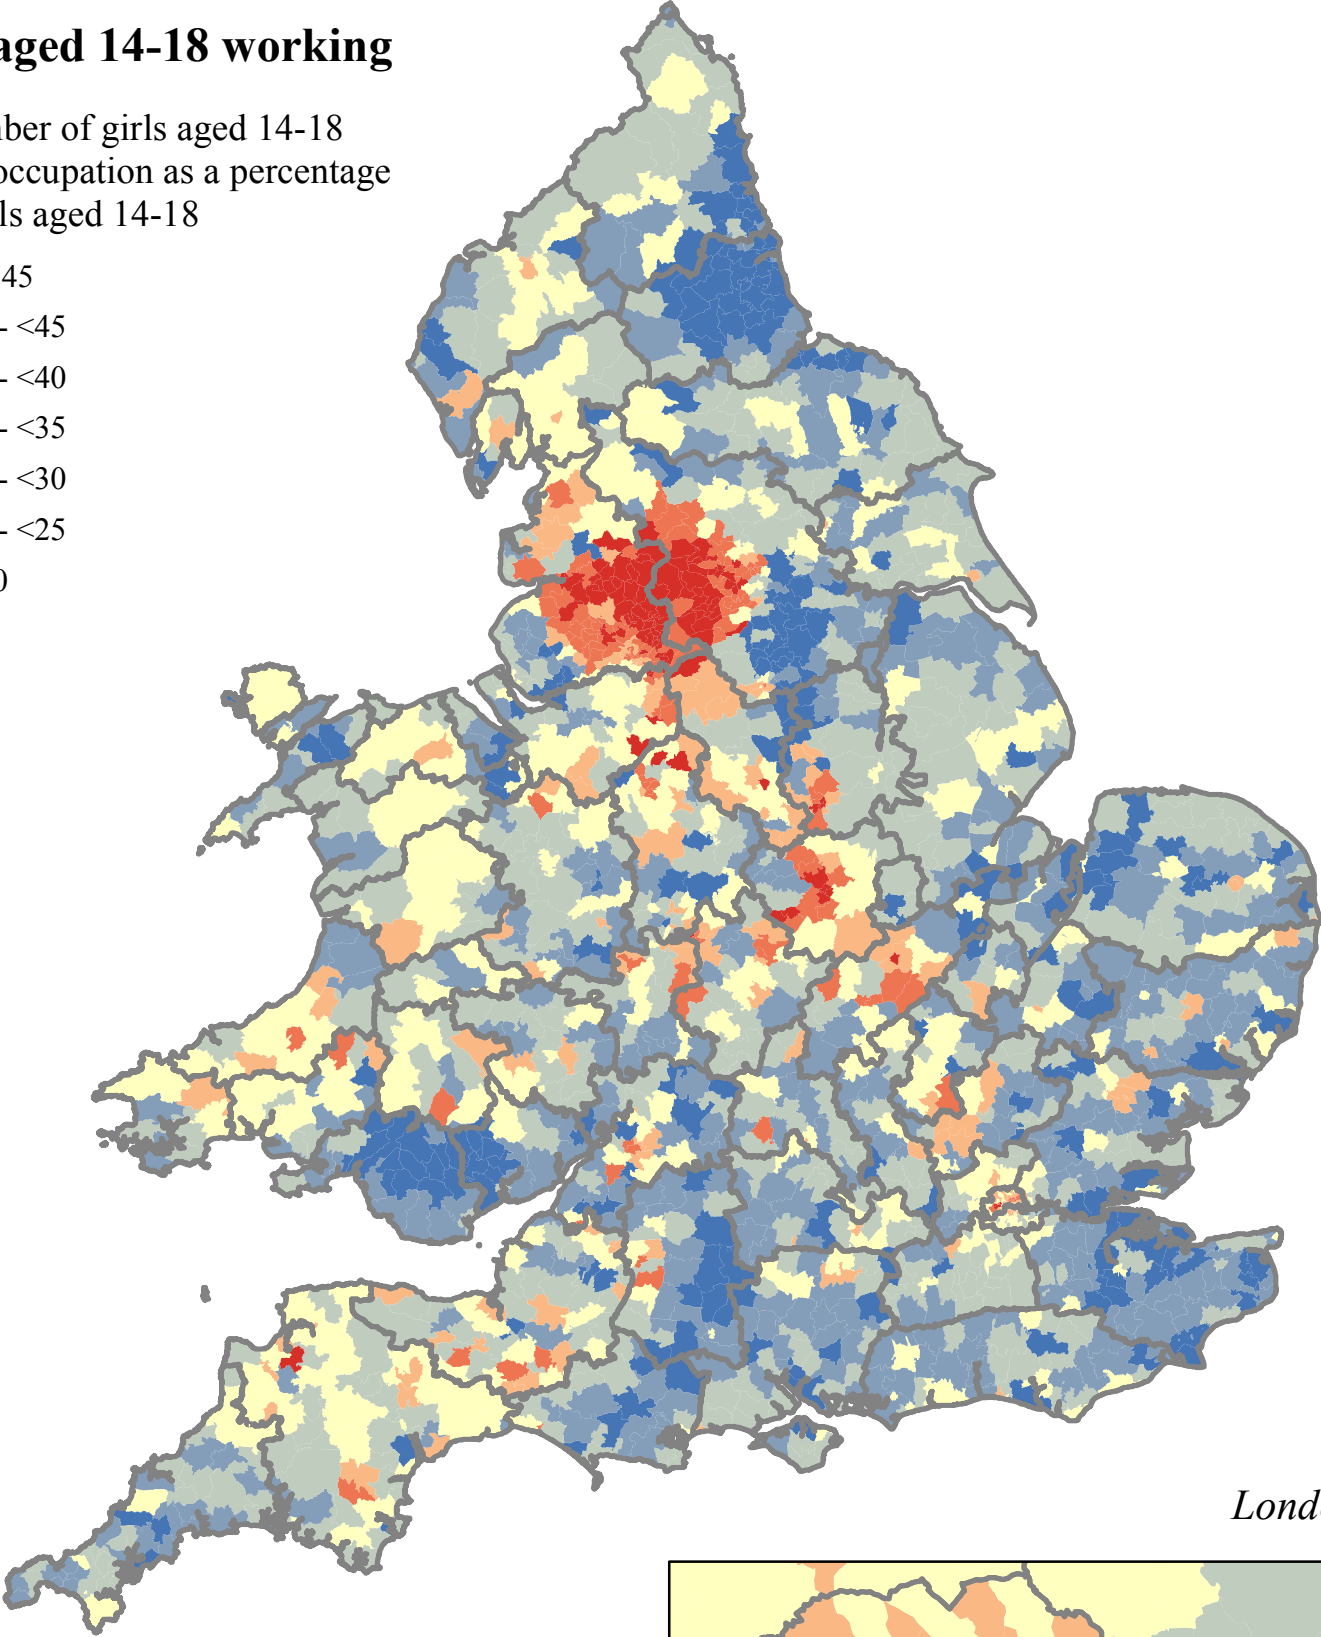 aged 14-18 working
ber of girls aged 14-18
occupation as a percentage
ls aged 14-18
45
- <45
- <40
- <35
- <30
- <25
0
Lond